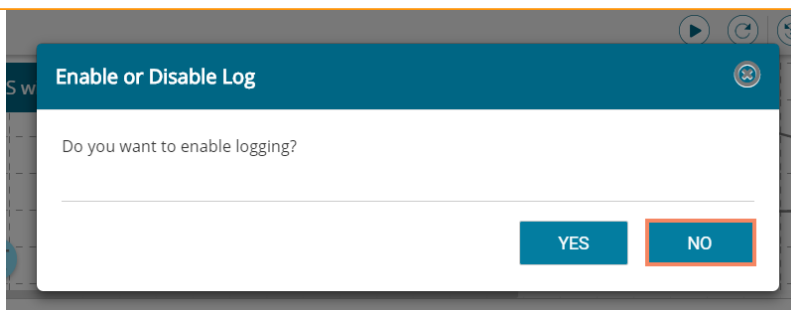 Enable or Disable Log
S w
Do you want to enable logging?
YES
NO